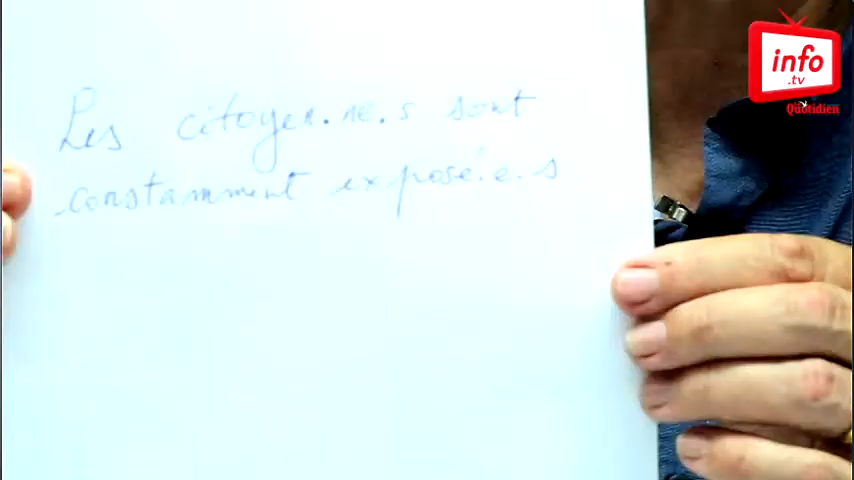 info
.tv
Quotidien
Les citoyen.ne.s sont
constamment exposé.e.s